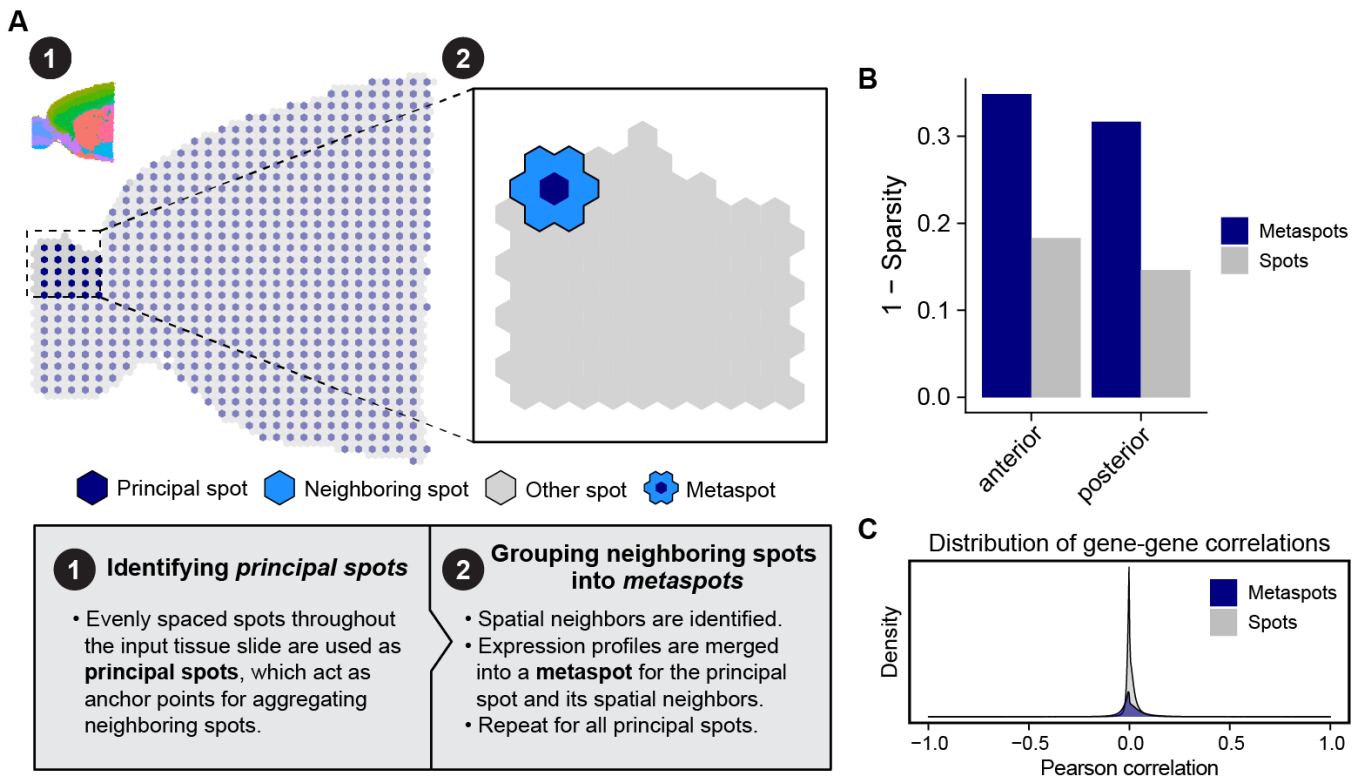 A
1
2
Principal spot
Neighboring spot
Other spot
Metaspot
1 Identifying principal spots
• Evenly spaced spots throughout
the input tissue slide are used as
principal spots, which act as
anchor points for aggregating
neighboring spots.
2 Grouping neighboring spots
into metaspots
• Spatial neighbors are identified.
• Expression profiles are merged
into a metaspot for the principal
spot and its spatial neighbors.
• Repeat for all principal spots.
B
1 − Sparsity
0.3
0.2
0.1
0.0
anterior
posterior
Metaspots
Spots
C
Distribution of gene-gene correlations
Density
Metaspots
Spots
−1.0
−0.5
0.0
0.5
1.0
Pearson correlation